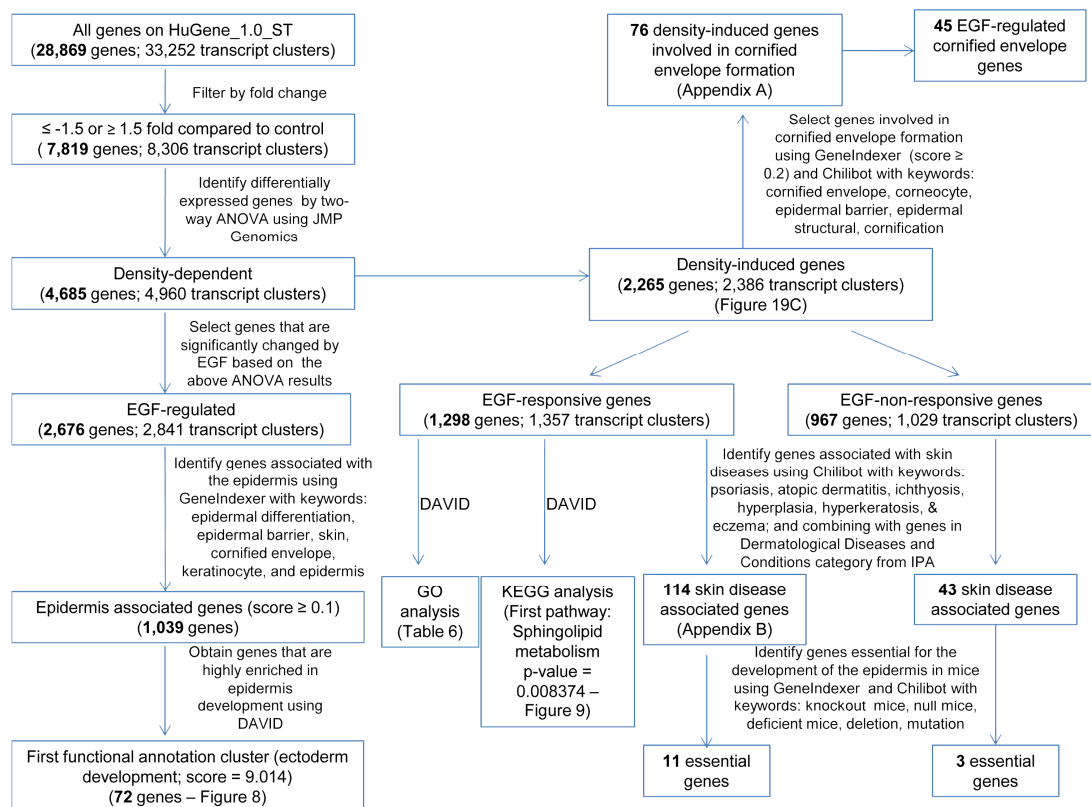 All genes on HuGene_1.0_ST
(28,869 genes; 33,252 transcript clusters)
Filter by fold change
≤ -1.5 or ≥ 1.5 fold compared to control
( 7,819 genes; 8,306 transcript clusters)
Identify differentially
expressed genes by two-
way ANOVA using JMP
Genomics
Density-dependent
(4,685 genes; 4,960 transcript clusters)
Select genes that are
significantly changed by
EGF based on the
above ANOVA results
EGF-regulated
(2,676 genes; 2,841 transcript clusters)
Identify genes associated with
the epidermis using
GeneIndexer with keywords:
epidermal differentiation,
epidermal barrier, skin,
cornified envelope,
keratinocyte, and epidermis
Epidermis associated genes (score ≥ 0.1)
(1,039 genes)
Obtain genes that are
highly enriched in
epidermis
development using
DAVID
First functional annotation cluster (ectoderm
development; score = 9.014)
(72 genes – Figure 8)
76 density-induced genes
involved in cornified
envelope formation
(Appendix A)
45 EGF-regulated
cornified envelope
genes
Select genes involved in
cornified envelope formation
using GeneIndexer (score ≥
0.2) and Chilibot with keywords:
cornified envelope, corneocyte,
epidermal barrier, epidermal
structural, cornification
Density-induced genes
(2,265 genes; 2,386 transcript clusters)
(Figure 19C)
EGF-responsive genes
(1,298 genes; 1,357 transcript clusters)
EGF-non-responsive genes
(967 genes; 1,029 transcript clusters)
DAVID
DAVID
Identify genes associated with skin
diseases using Chilibot with keywords:
psoriasis, atopic dermatitis, ichthyosis,
hyperplasia, hyperkeratosis, &
eczema; and combining with genes in
Dermatological Diseases and
Conditions category from IPA
GO
analysis
(Table 6)
KEGG analysis
(First pathway:
Sphingolipid
metabolism
p-value =
0.008374 –
Figure 9)
114 skin disease
associated genes
(Appendix B)
43 skin disease
associated genes
Identify genes essential for the
development of the epidermis in mice
using GeneIndexer and Chilibot with
keywords: knockout mice, null mice,
deficient mice, deletion, mutation
11 essential
genes
3 essential
genes